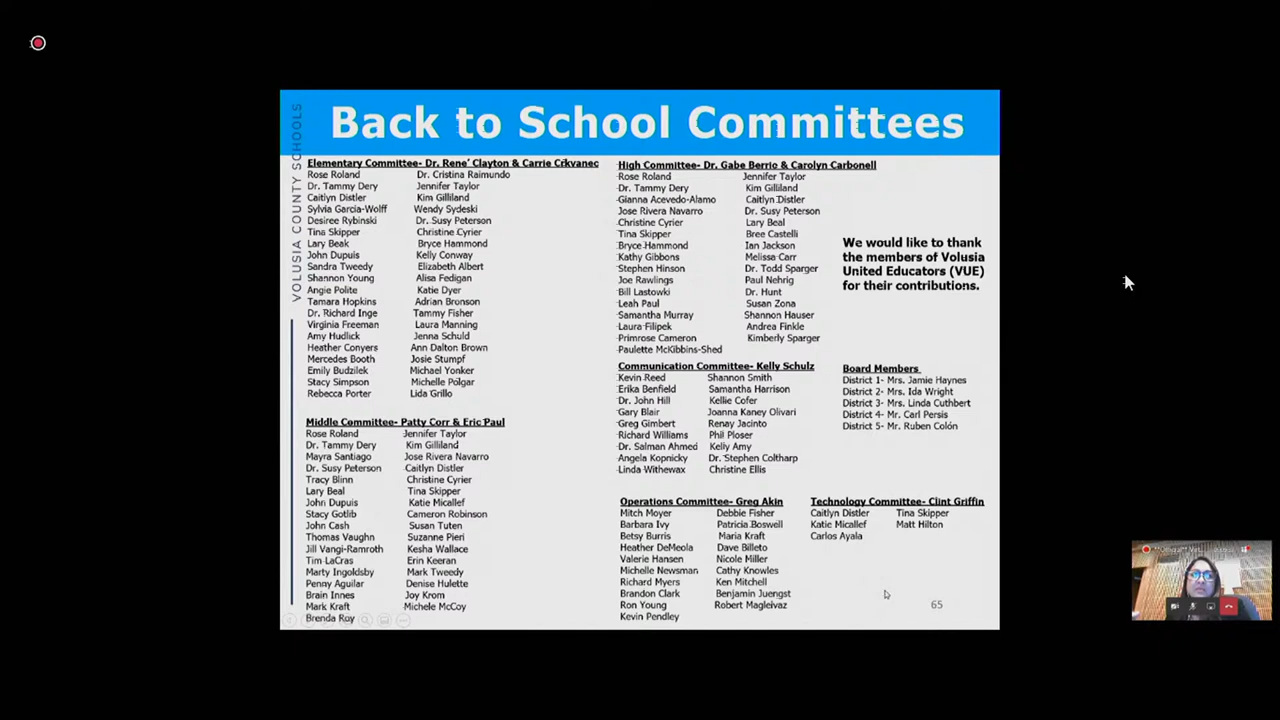 Back to School Committees
VOLUSIA COUNTY SCHOOLS
Elementary Committee- Dr. Rene' Clayton & Carrie Crkvanec
Rose Roland Dr. Cristina Raimundo
Dr. Tammy Dery Jennifer Taylor
Caitlyn Distler Kim Gilliland
Sylvia Garcia-Wolff Wendy Sydeski
Desiree Rybinski Dr. Susy Peterson
Tina Skipper Christine Cyrier
Lary Beak Bryce Hammond
John Dupuis Kelly Conway
Sandra Tweedy Elizabeth Albert
Shannon Young Alisa Fedigan
Angie Polite Katie Dyer
Tamara Hopkins Adrian Bronson
Dr. Richard Inge Tammy Fisher
Virginia Freeman Laura Manning
Amy Hudlick Jenna Schuld
Heather Conyers Ann Dalton Brown
Mercedes Booth Josie Stumpf
Emily Budzilek Michael Yonker
Stacy Simpson Michelle Polgar
Rebecca Porter Lida Grillo
Middle Committee- Patty Corr & Eric Paul
Rose Roland Jennifer Taylor
Dr. Tammy Dery Kim Gilliland
Mayra Santiago Jose Rivera Navarro
Dr. Susy Peterson Caitlyn Distler
Tracy Blinn Christine Cyrier
Lary Beal Tina Skipper
John Dupuis Katie Micallef
Stacy Gotlib Cameron Robinson
John Cash Susan Tuten
Thomas Vaughn Suzanne Pieri
Jill Vangi-Ramroth Kesha Wallace
Tim LaCras Erin Keeran
Marty Ingoldsby Mark Tweedy
Penny Aguilar Denise Hulette
Brain Innes Joy Krom
Mark Kraft Michele McCoy
Brenda Roy
High Committee- Dr. Gabe Berrio & Carolyn Carbonell
Rose Roland Jennifer Taylor
Dr. Tammy Dery Kim Gilliland
Gianna Acevedo-Alamo Caitlyn Distler
Jose Rivera Navarro Dr. Susy Peterson
Christine Cyrier Lary Beal
Tina Skipper Bree Castelli
Bryce Hammond Ian Jackson
Kathy Gibbons Melissa Carr
Stephen Hinson Dr. Todd Sparger
Joe Rawlings Paul Nehrig
Bill Lastowki Dr. Hunt
Leah Paul Susan Zona
Samantha Murray Shannon Hauser
Laura Filipek Andrea Finkle
Primrose Cameron Kimberly Sparger
Paulette McKibbins-Shed
Communication Committee- Kelly Schulz
Kevin Reed Shannon Smith
Erika Benfield Samantha Harrison
Dr. John Hill Kellie Cofer
Gary Blair Joanna Kaney Olivari
Greg Gimbert Renay Jacinto
Richard Williams Phil Ploser
Dr. Salman Ahmed Kelly Amy
Angela Kopnicky Dr. Stephen Coltharp
Linda Withewax Christine Ellis
Operations Committee- Greg Akin
Mitch Moyer Debbie Fisher
Barbara Ivy Patricia Boswell
Betsy Burris Maria Kraft
Heather DeMeola Dave Billeto
Valerie Hansen Nicole Miller
Michelle Newsman Cathy Knowles
Richard Myers Ken Mitchell
Brandon Clark Benjamin Juengst
Ron Young Robert Magleivaz
Kevin Pendley
We would like to thank
the members of Volusia
United Educators (VUE)
for their contributions.
Board Members
District 1- Mrs. Jamie Haynes
District 2- Mrs. Ida Wright
District 3- Mrs. Linda Cuthbert
District 4- Mr. Carl Persis
District 5- Mr. Ruben Colón
Technology Committee- Clint Griffin
Caitlyn Distler Tina Skipper
Katie Micallef Matt Hilton
Carlos Ayala
65